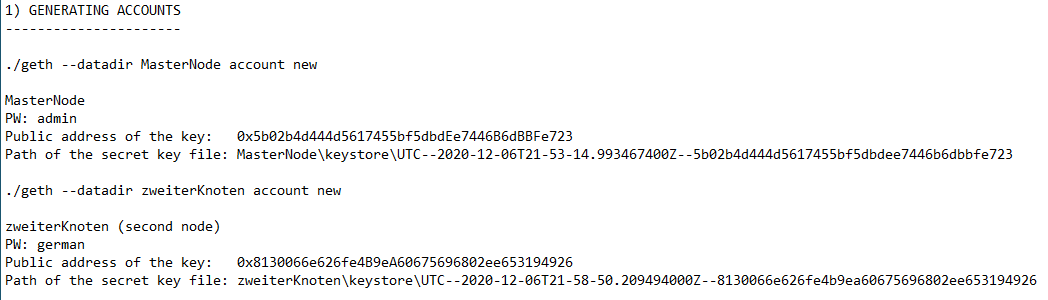 1) GENERATING ACCOUNTS
----------------------
./geth --datadir MasterNode account new
MasterNode
PW: admin
Public address of the key:   0x5b02b4d444d5617455bf5dbdEe7446B6dBBFe723
Path of the secret key file: MasterNode\keystore\UTC--2020-12-06T21-53-14.993467400Z--5b02b4d444d5617455bf5dbdee7446b6dbbfe723
./geth --datadir zweiterKnoten account new
zweiterKnoten (second node)
PW: german
Public address of the key:   0x8130066e626fe4B9eA60675696802ee653194926
Path of the secret key file: zweiterKnoten\keystore\UTC--2020-12-06T21-58-50.209494000Z--8130066e626fe4b9ea60675696802ee653194926